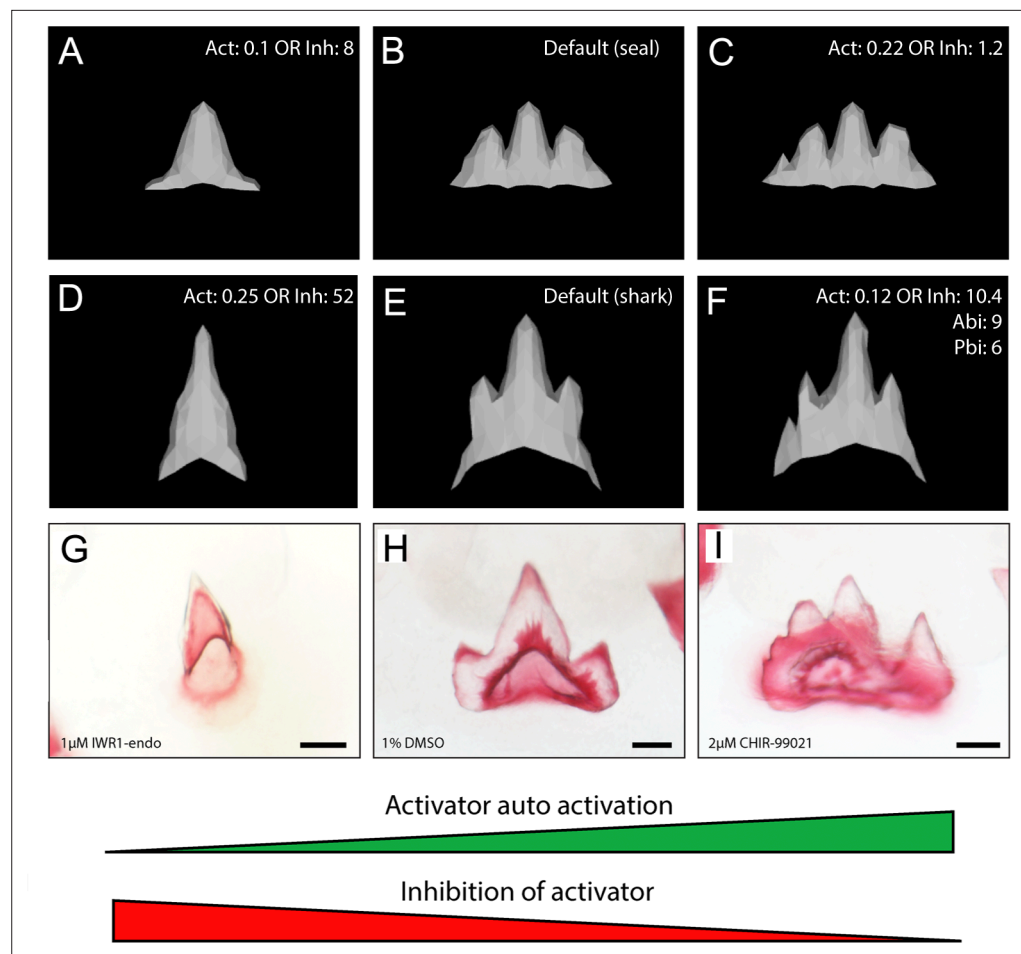 A
Act: 0.1 OR Inh: 8
B
Default (seal)
C
Act: 0.22 OR Inh: 1.2
D
Act: 0.25 OR Inh: 52
E
Default (shark)
F
Act: 0.12 OR Inh: 10.4
Abi: 9
Pbi: 6
G
1µM IWR1-endo
H
1% DMSO
I
2µM CHIR-99021
Activator auto activation
Inhibition of activator